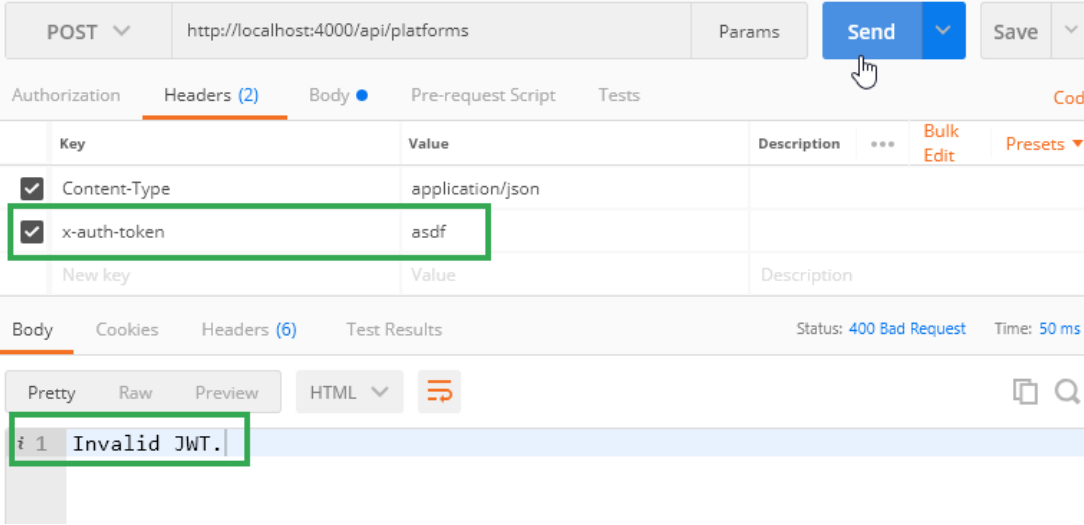 POST http://localhost:4000/api/platforms Params Send Save
Authorization Headers (2) Body Pre-request Script Tests Cod
Key Value Description Bulk Edit Presets
Content-Type application/json
x-auth-token asdf
New key Value Description
Body Cookies Headers (6) Test Results Status: 400 Bad Request Time: 50 ms
Pretty Raw Preview HTML
i 1 Invalid JWT.